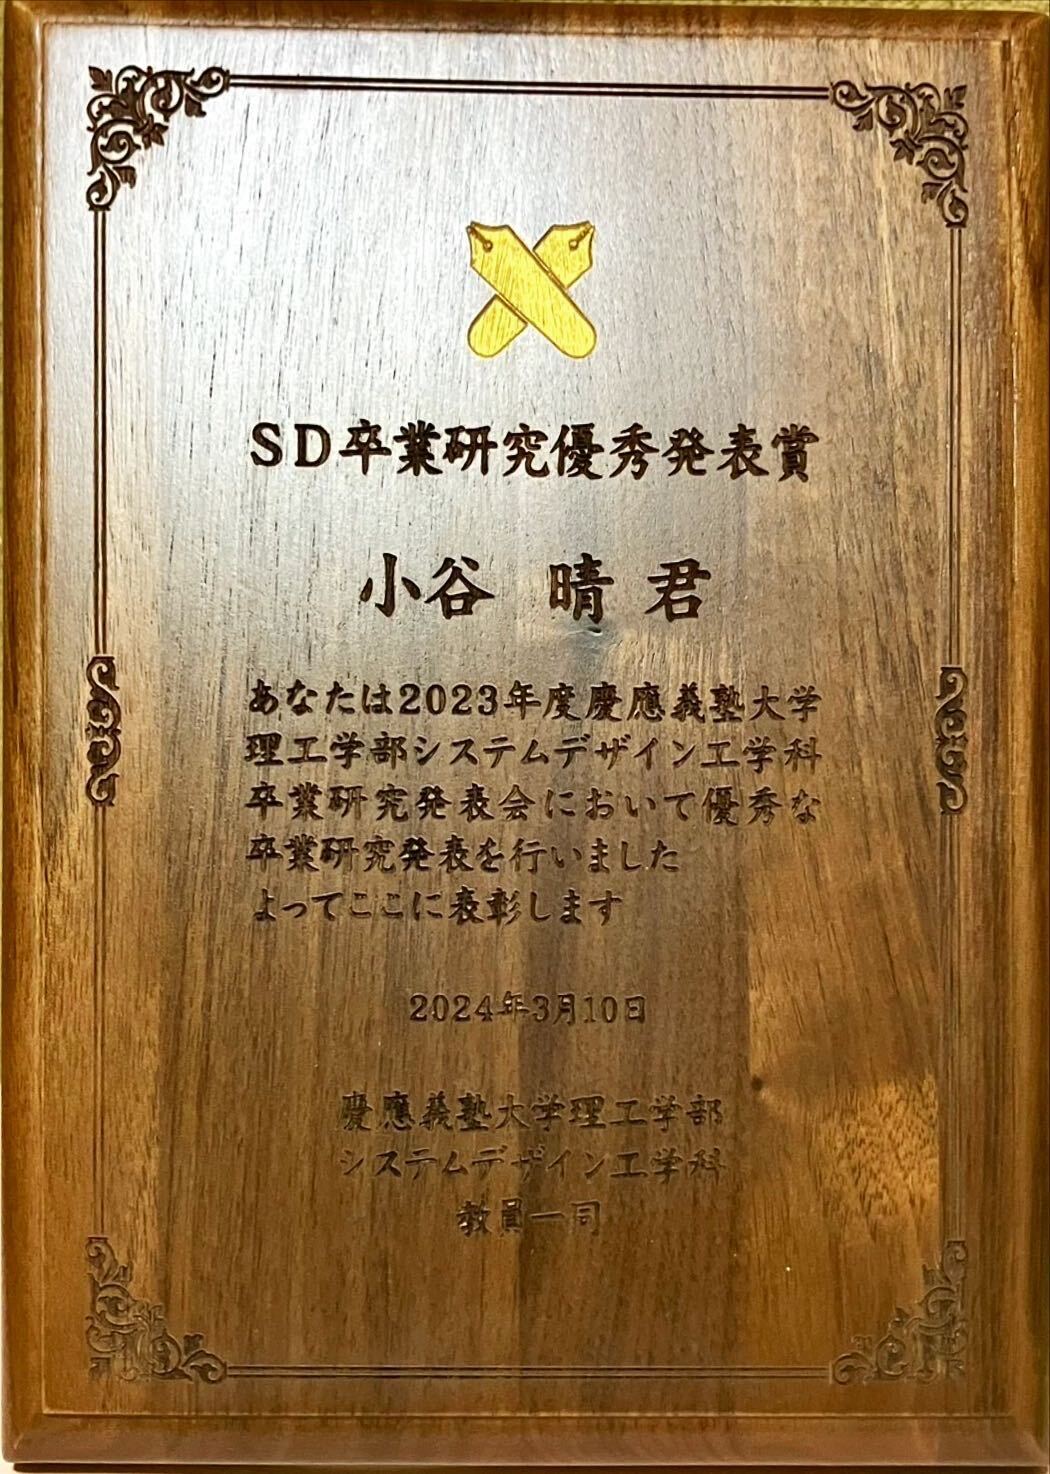 SD卒業研究優秀発表賞
小谷 晴 君
あなたは2023年度慶應義塾大学
理工学部システムデザイン工学科
卒業研究発表会において優秀な
卒業研究発表を行いました
よってここに表彰します
2024年3月10日
慶應義塾大学理工学部
システムデザイン工学科
教員一同